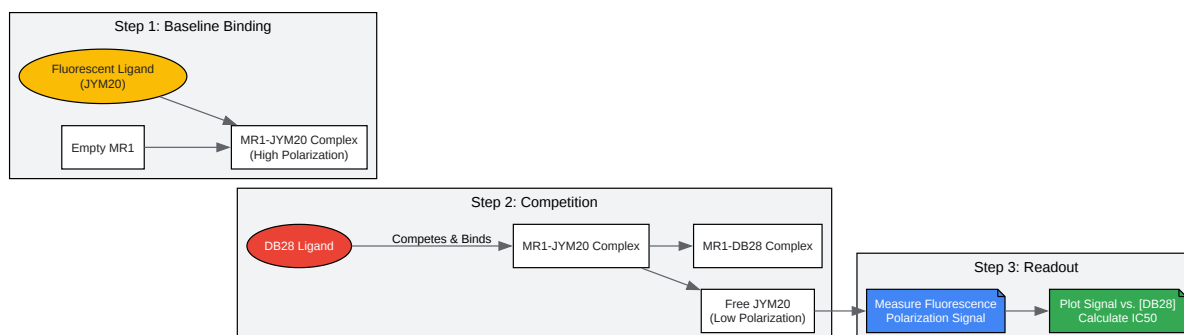 Step 1: Baseline Binding
Fluorescent Ligand
(JYM20)
Empty MR1
MR1-JYM20 Complex
(High Polarization)
Step 2: Competition
DB28 Ligand
Competes & Binds
MR1-JYM20 Complex
MR1-DB28 Complex
Free JYM20
(Low Polarization)
Step 3: Readout
Measure Fluorescence
Polarization Signal
Plot Signal vs. [DB28]
Calculate IC50